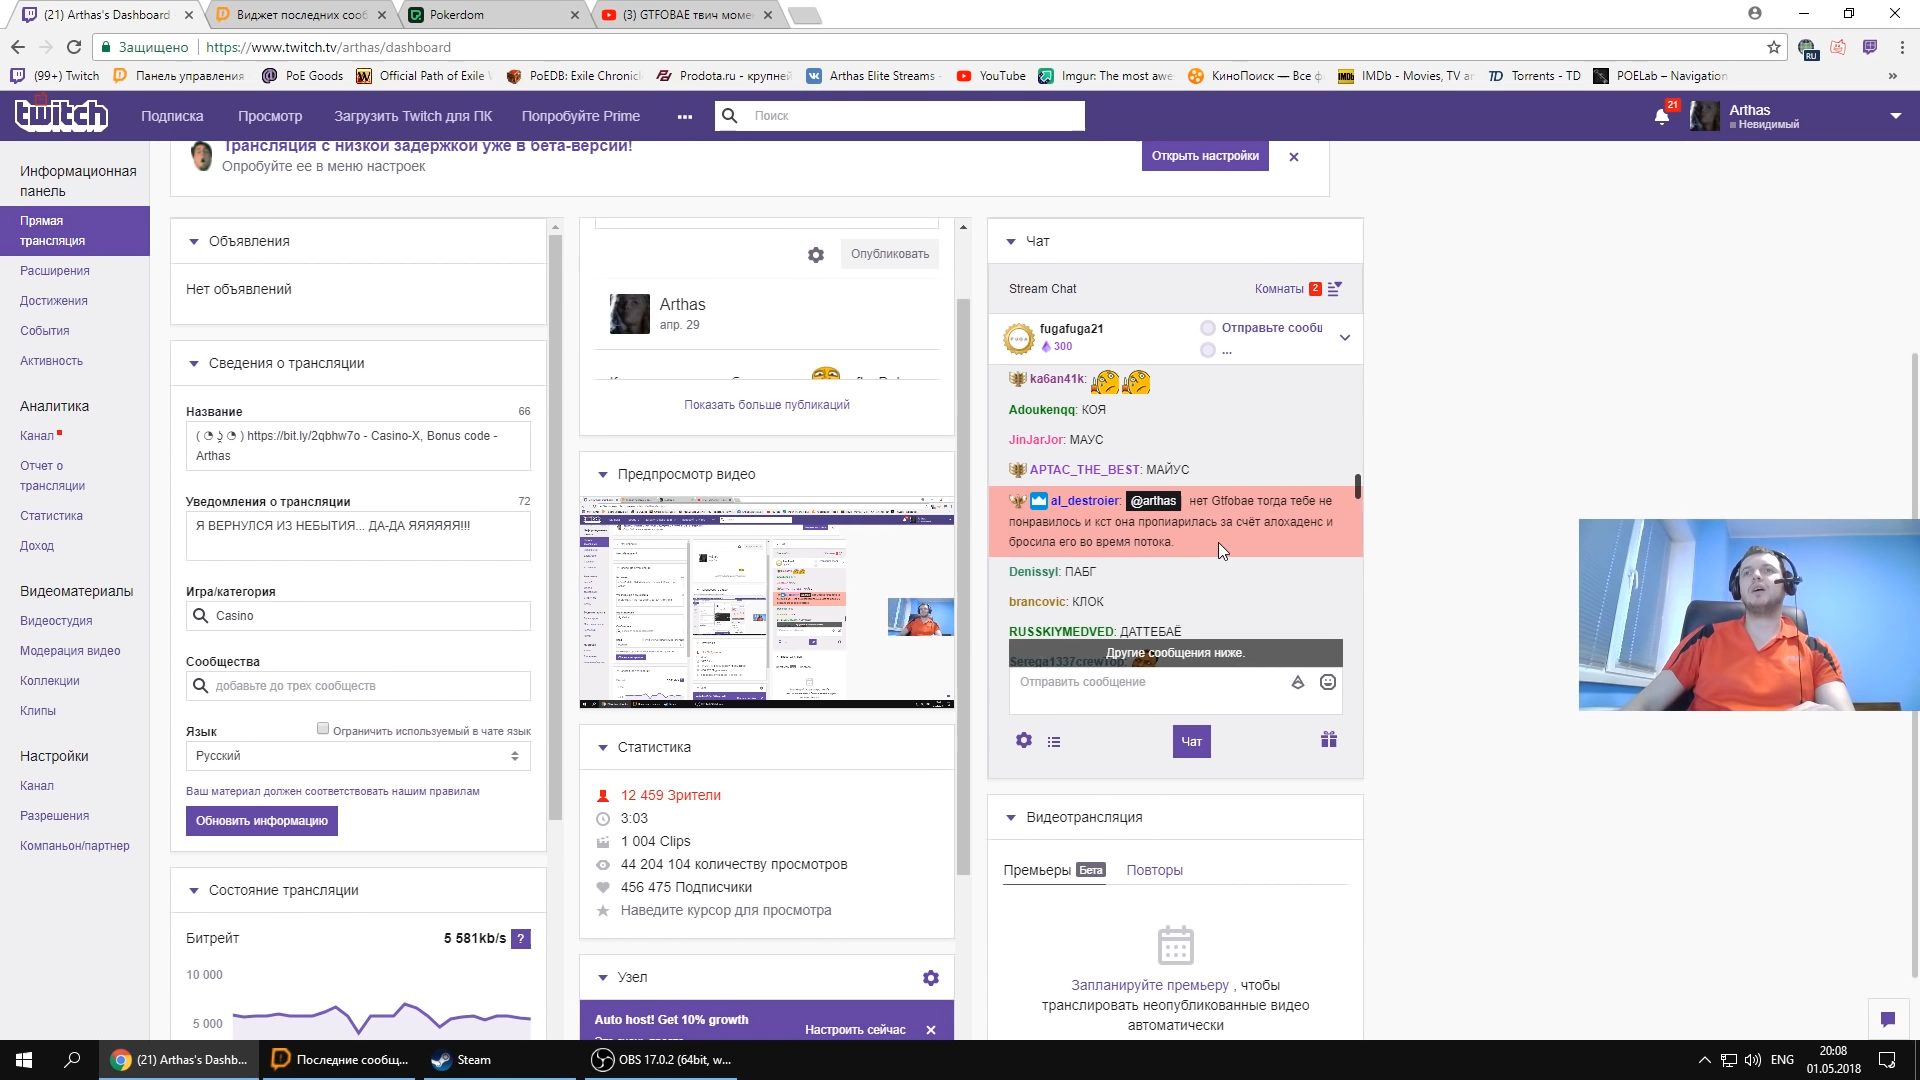 (21) Arthas's Dashboard
Виджет последних сооб
Pokerdom
(3) GTFOBAE твич моме
Защищено
https://www.twitch.tv/arthas/dashboard
RU
(99+) Twitch
Панель управления
PoE Goods
Official Path of Exile
PoEDB: Exile Chronic
Prodota.ru - крупней
Arthas Elite Streams -
YouTube
Imgur: The most awe
КиноПоиск — Все ф
IMDb - Movies, TV ar
TD Torrents - TD
POELab – Navigation
twitch
Подписка
Просмотр
Загрузить Twitch для ПК
Попробуйте Prime
Поиск
21
Arthas
Невидимый
Трансляция с низкой задержкой уже в бета-версии!
Опробуйте ее в меню настроек
Открыть настройки
Информационная
панель
Прямая
трансляция
Расширения
Достижения
События
Активность
Аналитика
Канал
Отчет о
трансляции
Статистика
Доход
Видеоматериалы
Видеостудия
Модерация видео
Коллекции
Клипы
Настройки
Канал
Разрешения
Компаньон/партнер
Объявления
Нет объявлений
Сведения о трансляции
Название
66
( ◔ ʖ̯ ◔ ) https://bit.ly/2qbhw7o - Casino-X, Bonus code -
Arthas
Уведомления о трансляции
72
Я ВЕРНУЛСЯ ИЗ НЕБЫТИЯ... ДА-ДА ЯЯЯЯЯЯ!!!
Игра/категория
Casino
Сообщества
добавьте до трех сообществ
Язык
Ограничить используемый в чате язык
Русский
Ваш материал должен соответствовать нашим правилам
Обновить информацию
Состояние трансляции
Битрейт
5 581kb/s
?
10 000
5 000
Опубликовать
Arthas
апр. 29
Показать больше публикаций
Предпросмотр видео
Статистика
12 459 Зрители
3:03
1 004 Clips
44 204 104 количеству просмотров
456 475 Подписчики
Наведите курсор для просмотра
Узел
Auto host! Get 10% growth
Настроить сейчас
Чат
Stream Chat
Комнаты
2
FUGA
fugafuga21
300
Отправьте сообщ
...
ka6an41k:
Adoukenqq: КОЯ
JinJarJor: МАУС
APTAC_THE_BEST: МАЙУС
al_destroier: @arthas нет Gtfobae тогда тебе не
понравилось и кст она пропиарилась за счёт алохаденс и
бросила его во время потока.
Denissyl: ПАБГ
brancovic: КЛОК
RUSSKIYMEDVED: ДАТТЕБАЁ
Другие сообщения ниже.
Отправить сообщение
Чат
Видеотрансляция
Премьеры
Бета
Повторы
Запланируйте премьеру , чтобы
транслировать неопубликованные видео
автоматически
(21) Arthas's Dashb...
Последние сообщ...
Steam
OBS 17.0.2 (64bit, w...
ENG
20:08
01.05.2018